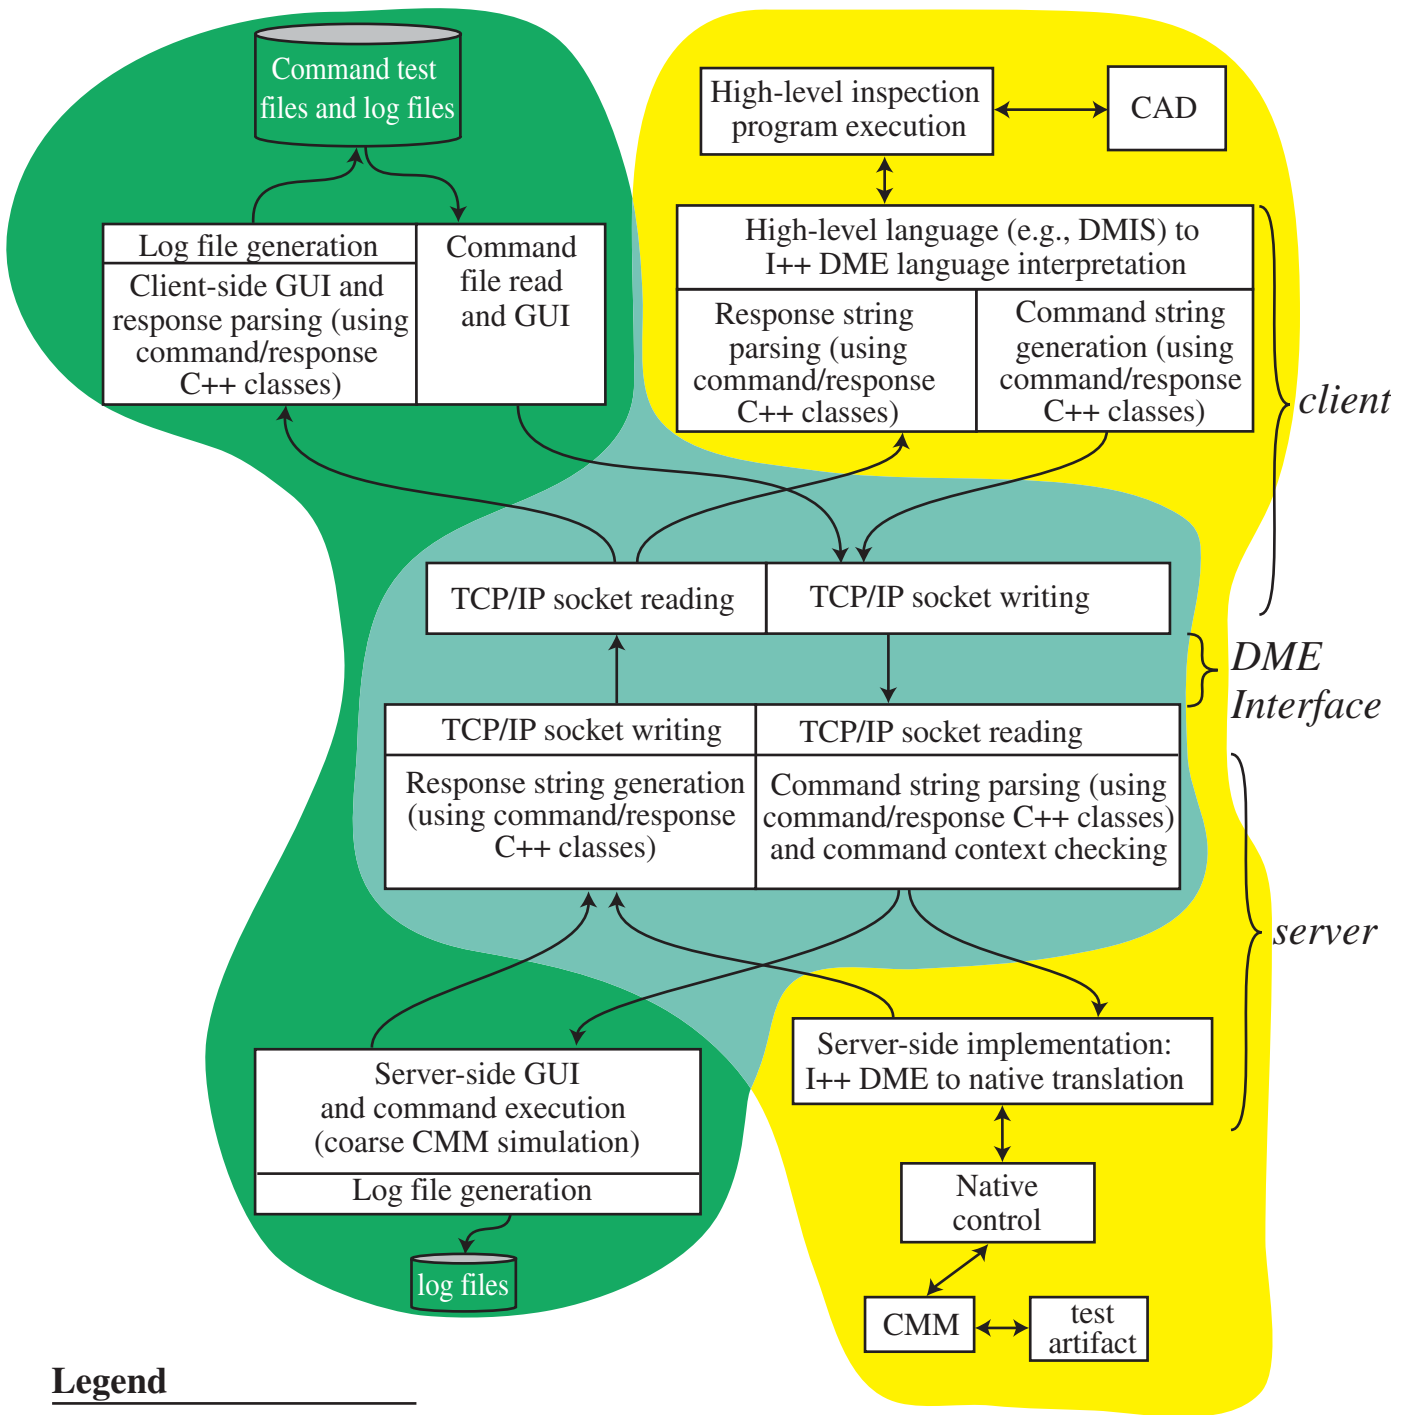 Command test
files and log files
High-level inspection
program execution
CAD
Log file generation
Client-side GUI and
response parsing (using
command/response
C++ classes)
Command
file read
and GUI
High-level language (e.g., DMIS) to
I++ DME language interpretation
Response string
parsing (using
command/response
C++ classes)
Command string
generation (using
command/response
C++ classes)
client
TCP/IP socket reading
TCP/IP socket writing
DME
Interface
TCP/IP socket writing
TCP/IP socket reading
Response string generation
(using command/response
C++ classes)
Command string parsing (using
command/response C++ classes)
and command context checking
server
Server-side GUI
and command execution
(coarse CMM simulation)
Log file generation
log files
Server-side implementation:
I++ DME to native translation
Native
control
CMM
test
artifact
Legend